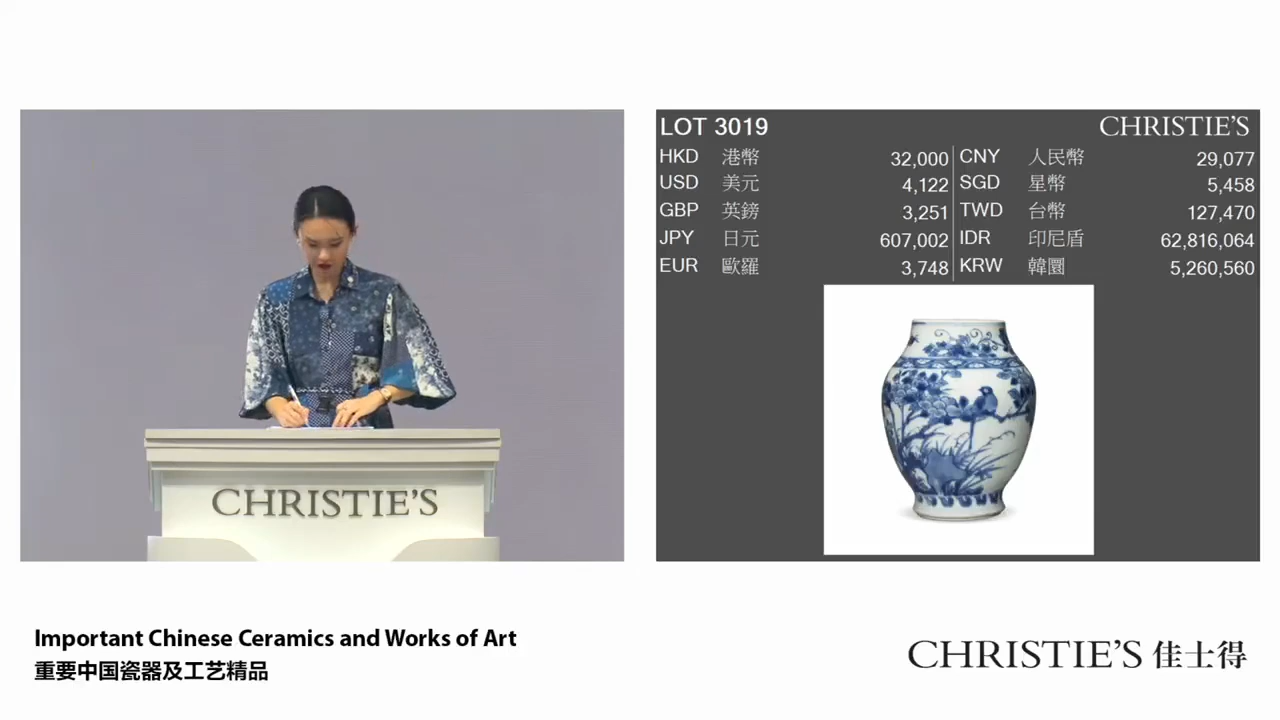 CHRISTIE'S
LOT 3019
CHRISTIE'S
HKD 港幣 32,000 CNY 人民幣 29,077
USD 美元 4,122 SGD 星幣 5,458
GBP 英鎊 3,251 TWD 台幣 127,470
JPY 日元 607,002 IDR 印尼盾 62,816,064
EUR 歐羅 3,748 KRW 韓圜 5,260,560
Important Chinese Ceramics and Works of Art
重要中国瓷器及工艺精品
CHRISTIE'S 佳士得